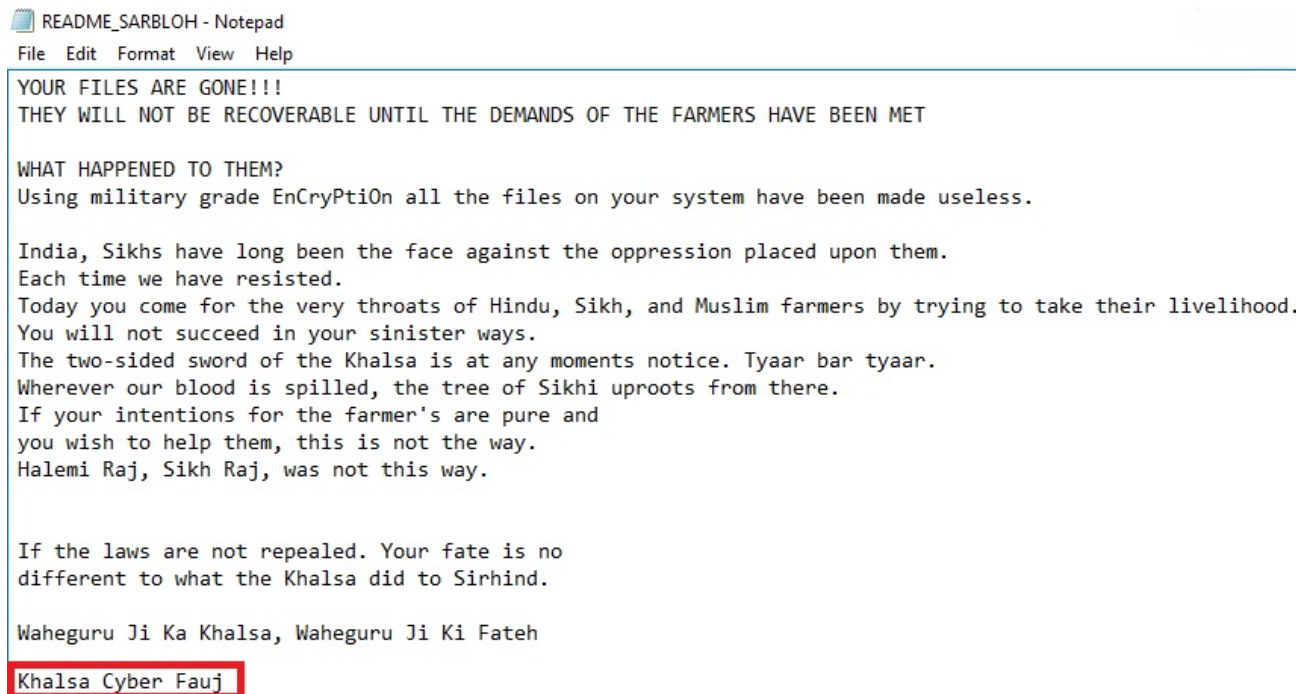 README_SARBLOH - Notepad
File Edit Format View Help
YOUR FILES ARE GONE!!!
THEY WILL NOT BE RECOVERABLE UNTIL THE DEMANDS OF THE FARMERS HAVE BEEN MET
WHAT HAPPENED TO THEM?
Using military grade EnCryPtiOn all the files on your system have been made useless.
India, Sikhs have long been the face against the oppression placed upon them.
Each time we have resisted.
Today you come for the very throats of Hindu, Sikh, and Muslim farmers by trying to take their livelihood.
You will not succeed in your sinister ways.
The two-sided sword of the Khalsa is at any moments notice. Tyaar bar tyaar.
Wherever our blood is spilled, the tree of Sikhi uproots from there.
If your intentions for the farmer's are pure and
you wish to help them, this is not the way.
Halemi Raj, Sikh Raj, was not this way.
If the laws are not repealed. Your fate is no
different to what the Khalsa did to Sirhind.
Waheguru Ji Ka Khalsa, Waheguru Ji Ki Fateh
Khalsa Cyber Fauj